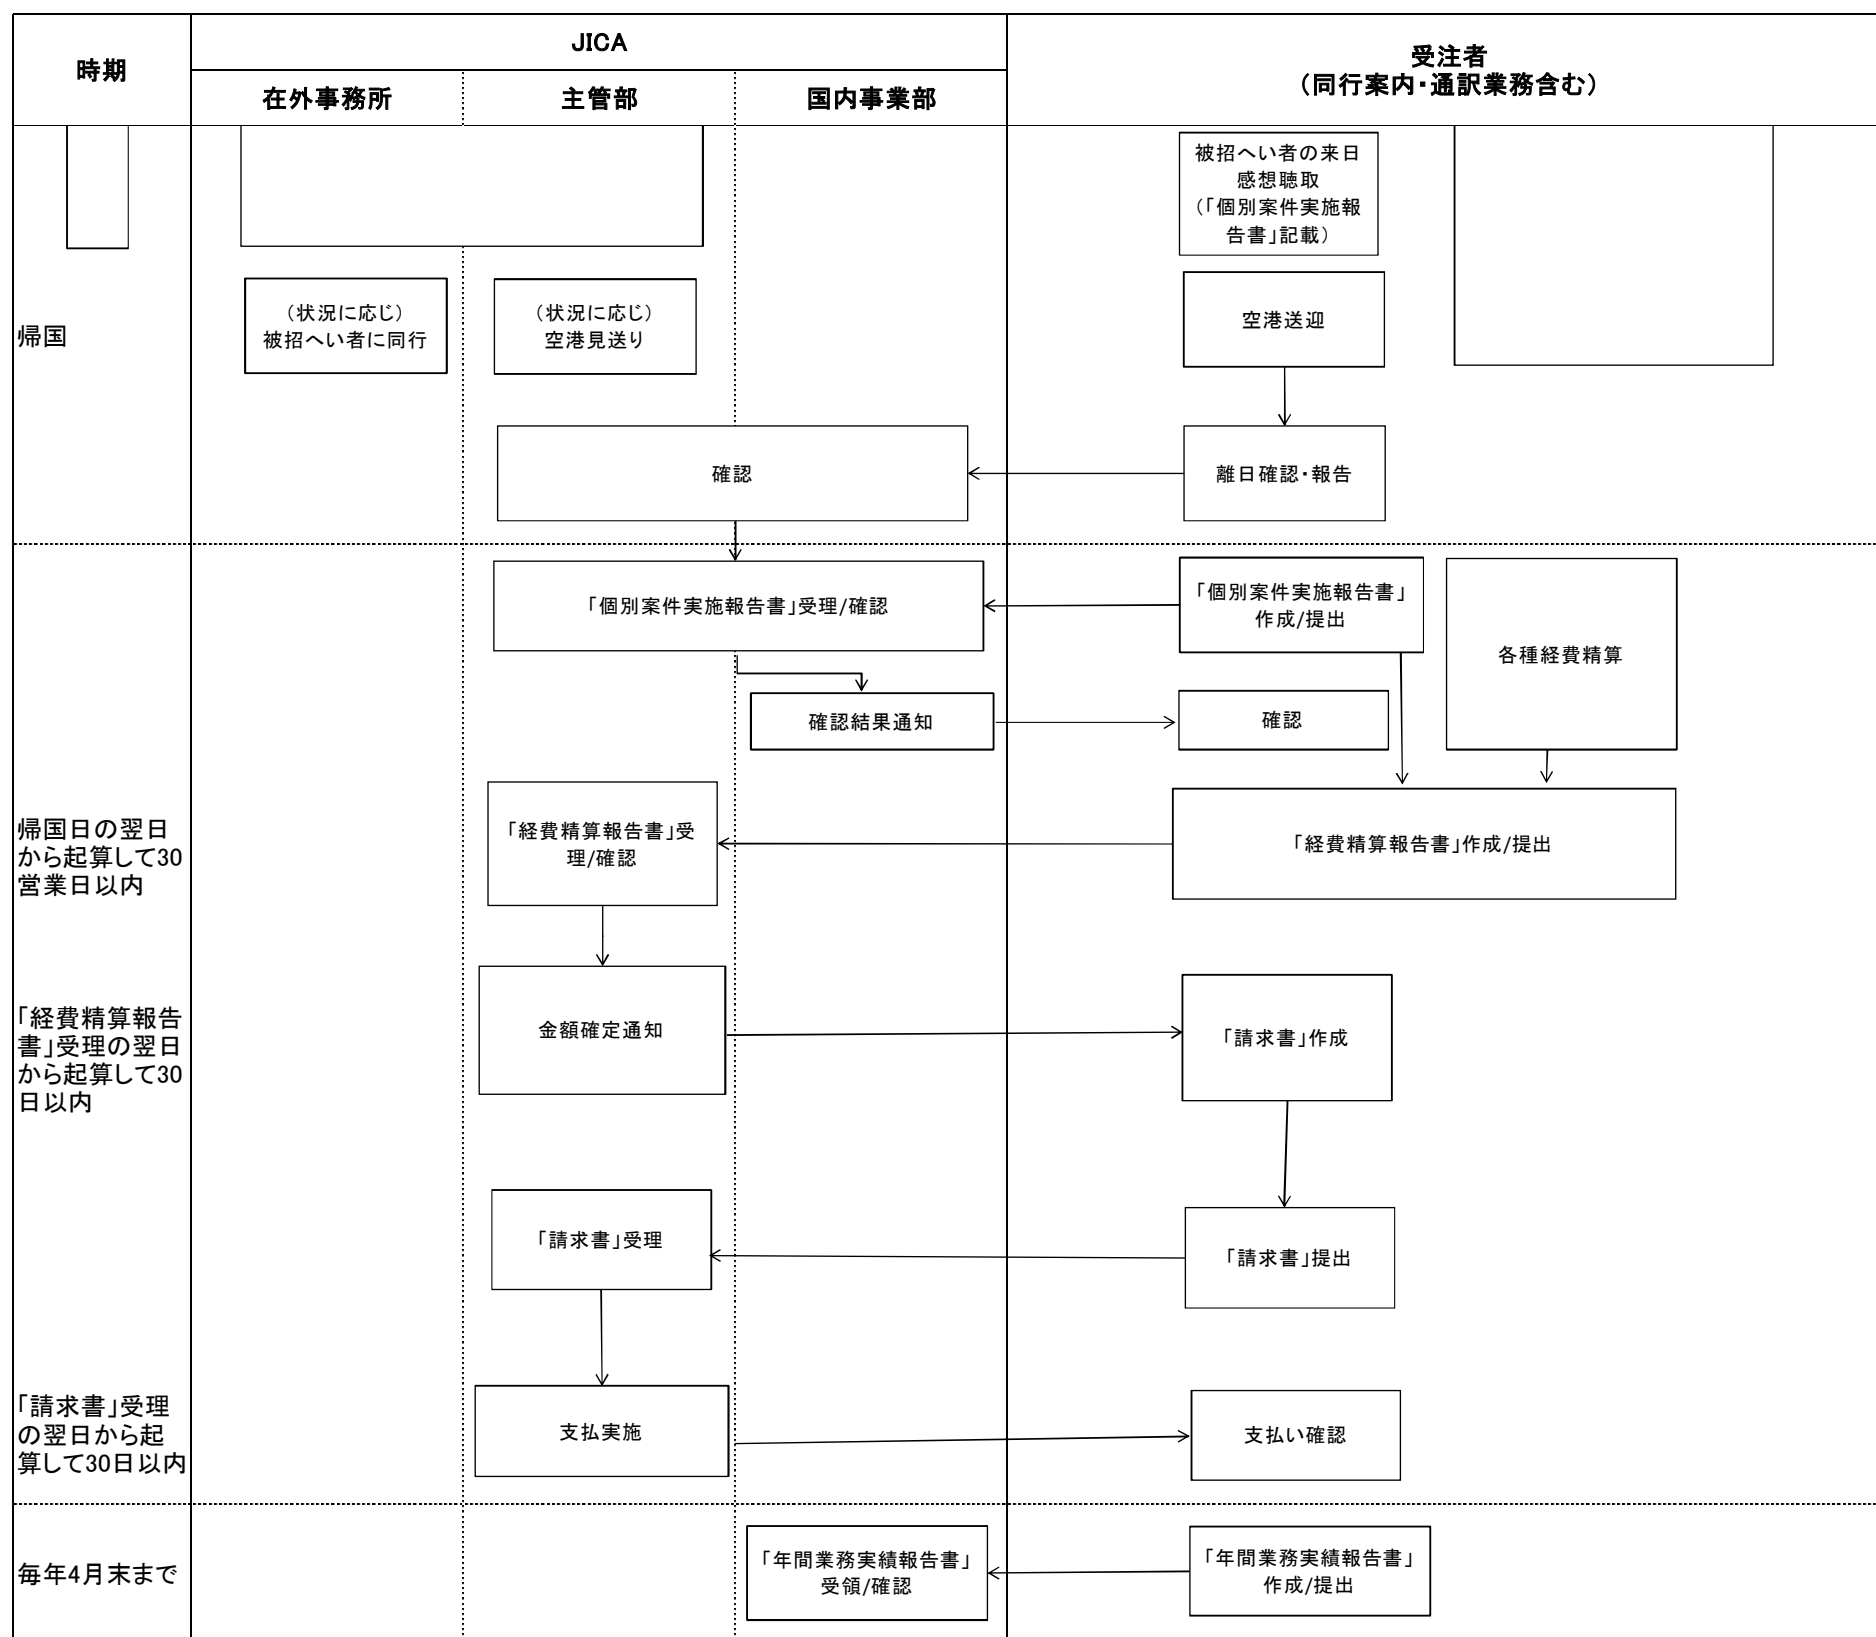 時期
JICA
受注者
（同行案内・通訳業務含む）
在外事務所
主管部
国内事業部
被招へい者の来日
感想聴取
（「個別案件実施報
告書」記載）
帰国
（状況に応じ）
被招へい者に同行
（状況に応じ）
空港見送り
空港送迎
確認
離日確認・報告
「個別案件実施報告書」受理/確認
「個別案件実施報告書」
作成/提出
各種経費精算
確認結果通知
確認
帰国日の翌日
から起算して30
営業日以内
「経費精算報告書」受
理/確認
「経費精算報告書」作成/提出
「経費精算報告
書」受理の翌日
から起算して30
日以内
金額確定通知
「請求書」作成
「請求書」受理
「請求書」提出
「請求書」受理
の翌日から起
算して30日以内
支払実施
支払い確認
毎年4月末まで
「年間業務実績報告書」
受領/確認
「年間業務実績報告書」
作成/提出